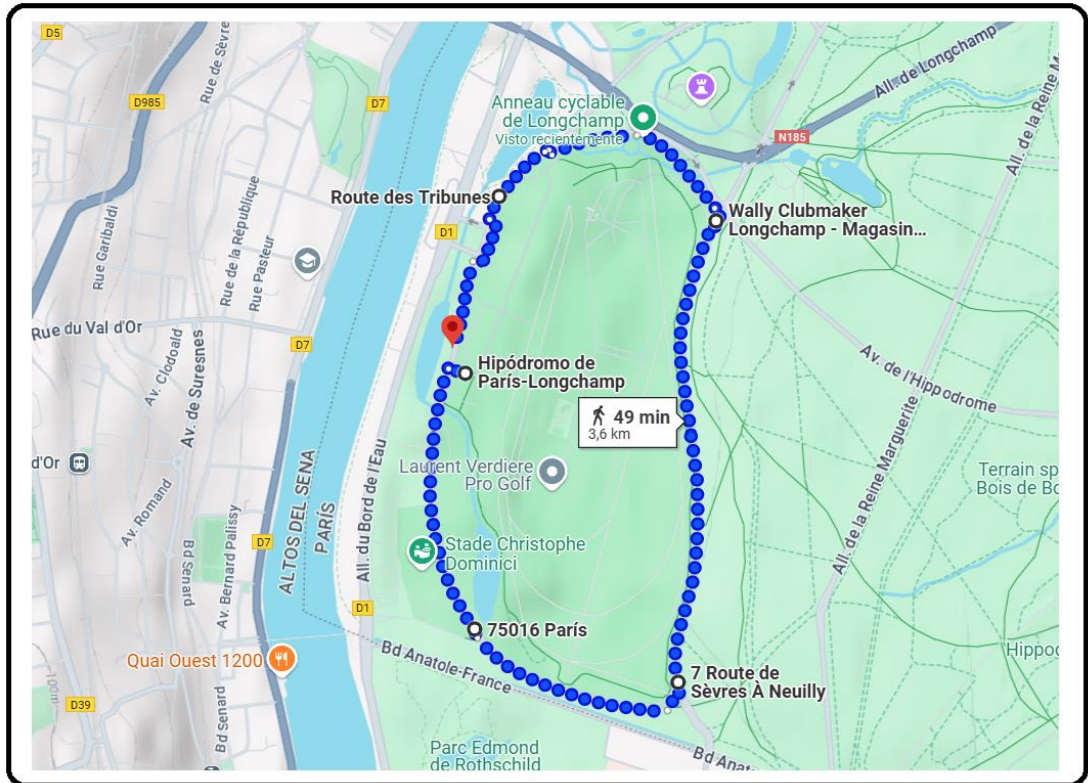 D5
D985
Rue de Sèvres
D7
Anneau cyclable
de Longchamp
Visto recientemente
All. de Longchamp
N185
All. de la Reine M
Route des Tribunes
Wally Clubmaker
Longchamp - Magasin...
D1
Rue Garibaldi
Rue de la République
Rue Pasteur
Rue du Val d'Or
D7
Av. Clodoald
Av. de Suresnes
Hipódromo de
París-Longchamp
Av. de l'Hippodrome
49 min
3,6 km
d'Or
Laurent Verdiere
Pro Golf
All. de la Reine Marguerite
Terrain sp
Bois de Bo
Av. Romand
Bd Senard
Av. Bernard Palissy
D7
ALTOS DEL SENA
PARÍS
All. du Bord de l'Eau
Stade Christophe
Dominici
D1
75016 París
Quai Ouest 1200
Bd Anatole-France
7 Route de
Sèvres À Neuilly
Hippod
100m
D39
Bd Senard
Parc Edmond
de Rothschild
Bd Anato